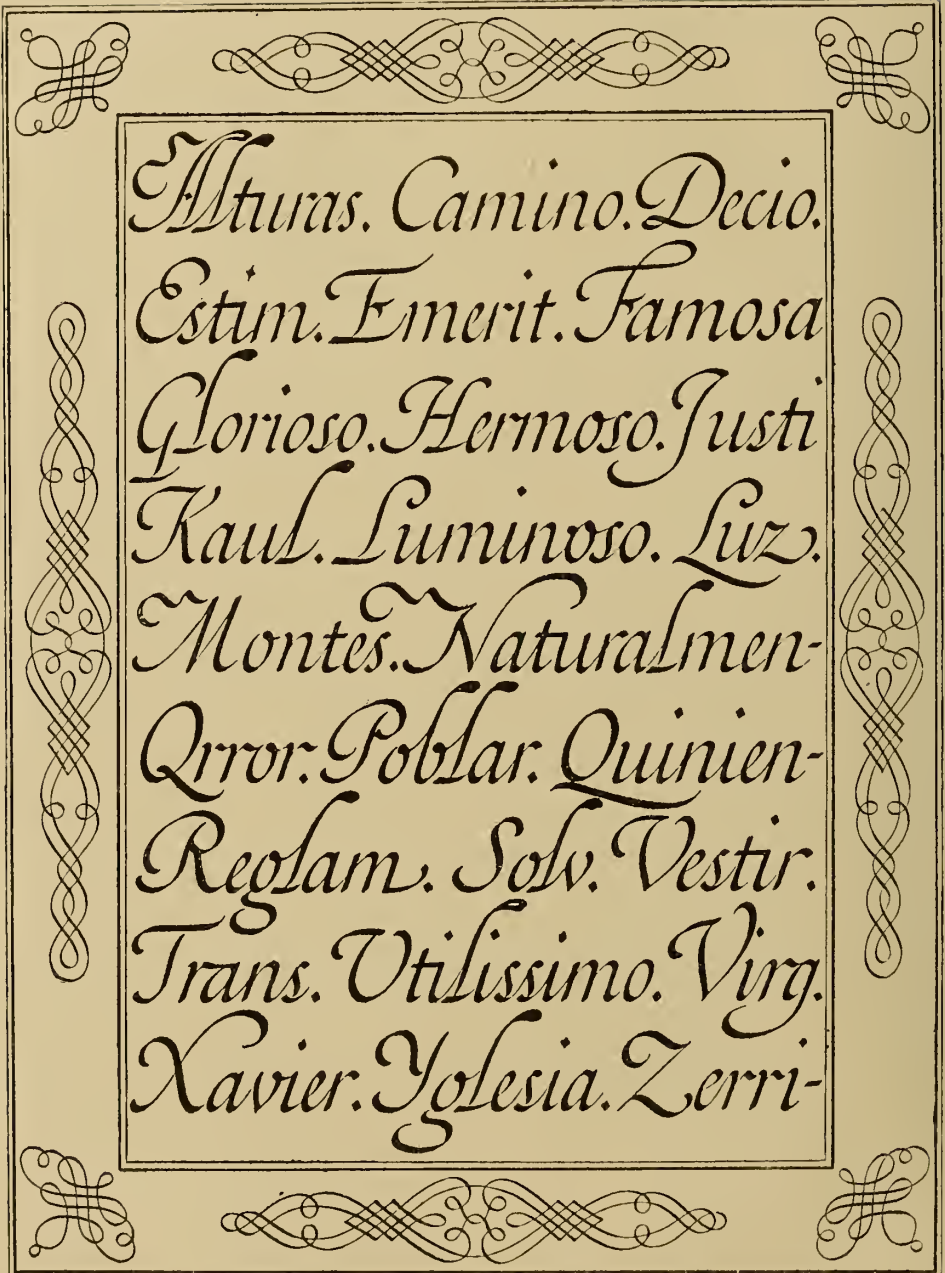 Alturas. Camino. Decio.
Estim. Emerit. Famosa
Glorioso. Hermoso. Justi
Kaul. Luminoso. Luz.
Montes. Naturalmen-
Qrror. Poblar. Quinien-
Reglam. Solv. Vestir.
Trans. Utilissimo. Virg.
Xavier. Yglesia. Zerri-